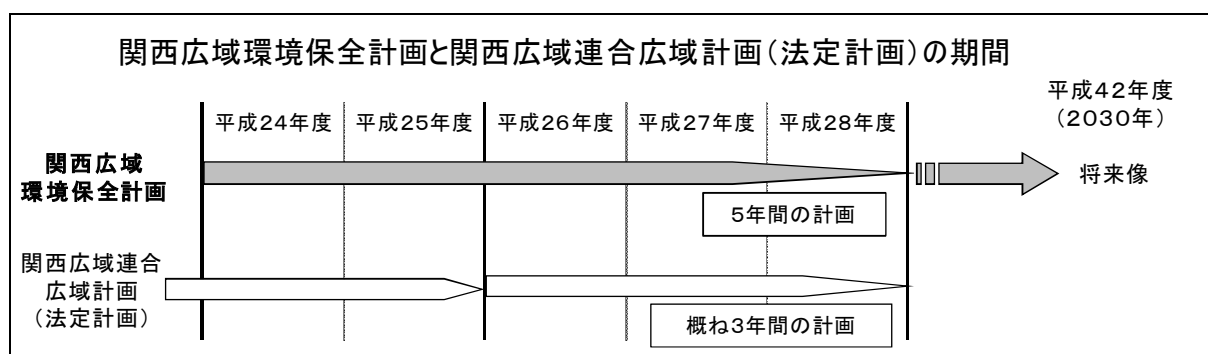 関西広域環境保全計画と関西広域連合広域計画(法定計画)の期間
平成42年度
(2030年)
平成24年度
平成25年度
平成26年度
平成27年度
平成28年度
関西広域
環境保全計画
将来像
5年間の計画
関西広域連合
広域計画
(法定計画)
概ね3年間の計画